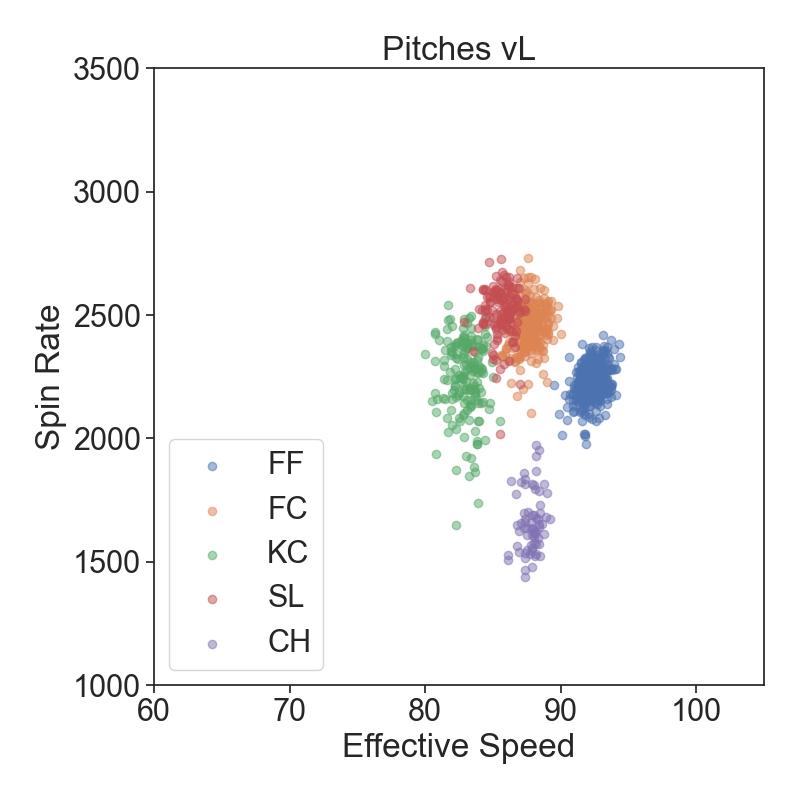 Pitches vL
3500
3000
2500
2000
1500
1000
Spin Rate
FF
FC
KC
SL
CH
60 70 80 90 100
Effective Speed